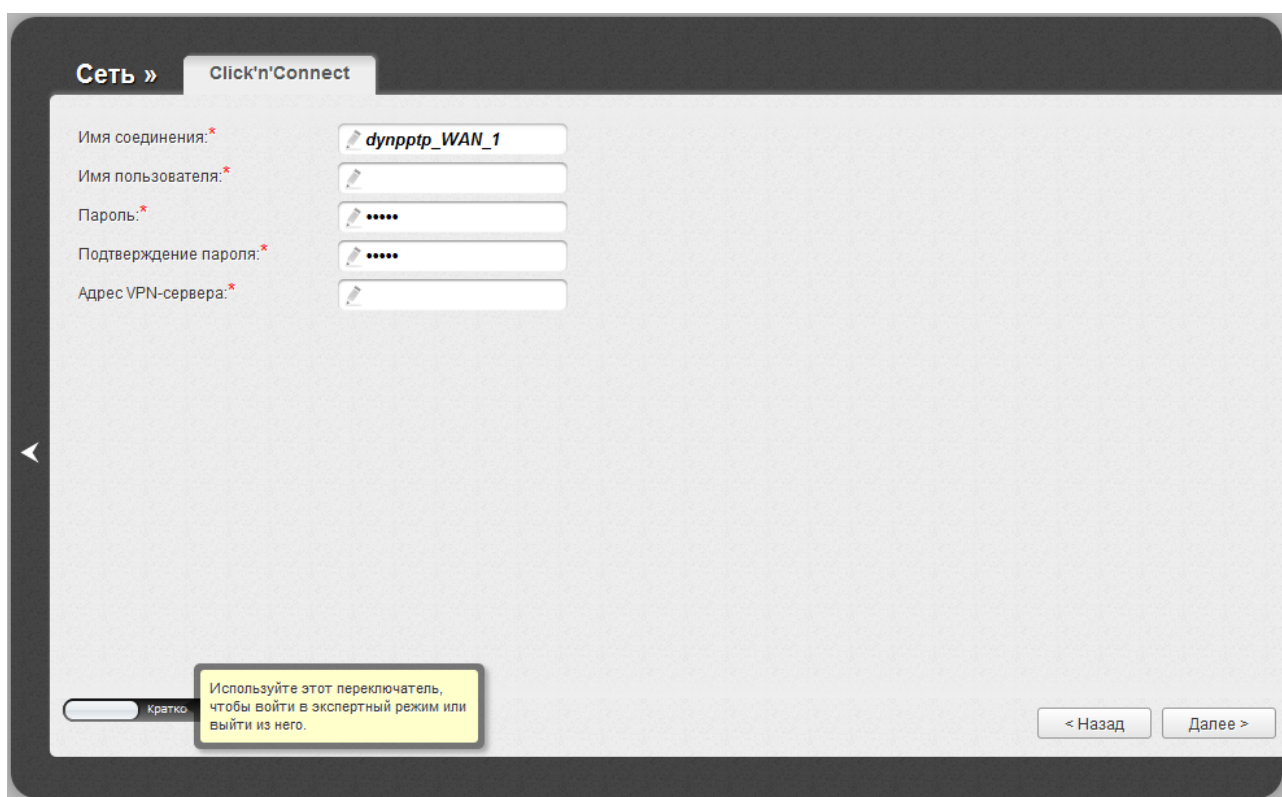 Сеть »
Click'n'Connect
Имя соединения:*
dynpptp_WAN_1
Имя пользователя:*
Пароль:*
•••••
Подтверждение пароля:*
•••••
Адрес VPN-сервера:*
Кратко
Используйте этот переключатель,
чтобы войти в экспертный режим или
выйти из него.
< Назад
Далее >